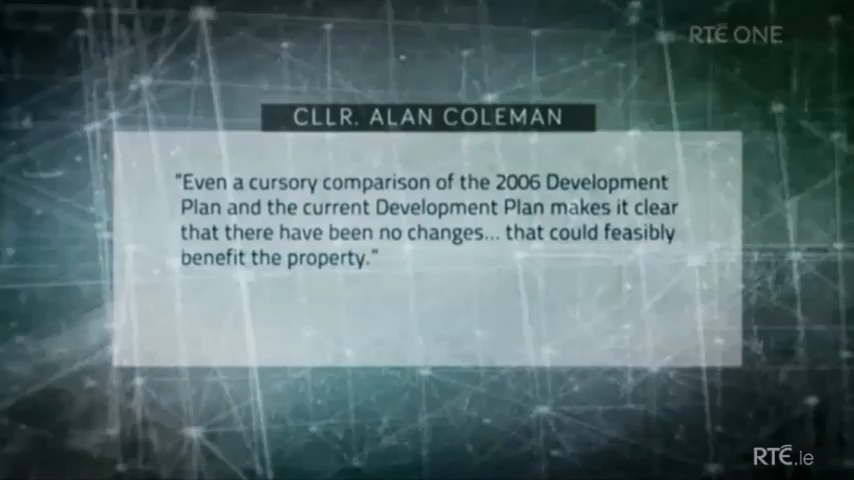 RTÉ ONE
CLLR. ALAN COLEMAN
"Even a cursory comparison of the 2006 Development
Plan and the current Development Plan makes it clear
that there have been no changes... that could feasibly
benefit the property."
RTÉ.ie